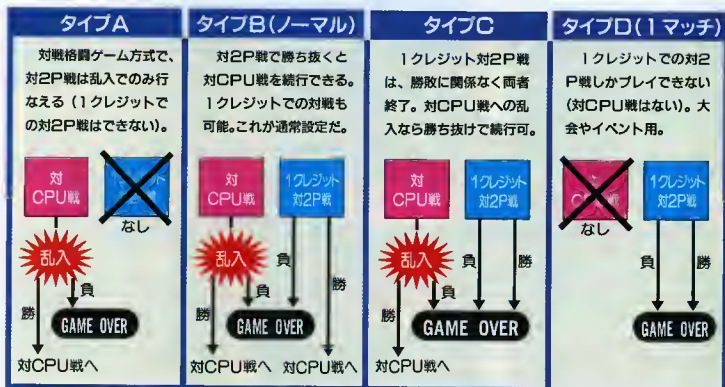 タイプA
対戦格闘ゲーム方式で、
対2P戦は乱入でのみ行
なえる（1クレジットで
の対2P戦はできない）。
対
CPU戦
なし
乱入
勝
負
GAME OVER
対CPU戦へ
タイプB（ノーマル）
対2P戦で勝ち抜くと
対CPU戦を続行できる。
1クレジットでの対戦も
可能。これが通常設定だ。
対
CPU戦
1クレジット
対2P戦
乱入
負
勝
負
勝
GAME OVER
対CPU戦へ
対CPU戦へ
タイプC
1クレジット対2P戦
は、勝敗に関係なく両者
終了。対CPU戦への乱
入なら勝ち抜けで続行可。
対
CPU戦
1クレジット
対2P戦
乱入
負
勝
負
勝
GAME OVER
対CPU戦へ
タイプD（1マッチ）
1クレジットでの対2
P戦しかプレイできない
（対CPU戦はない）。大
会やイベント用。
CPU戦
なし
1クレジット
対2P戦
負
勝
GAME OVER